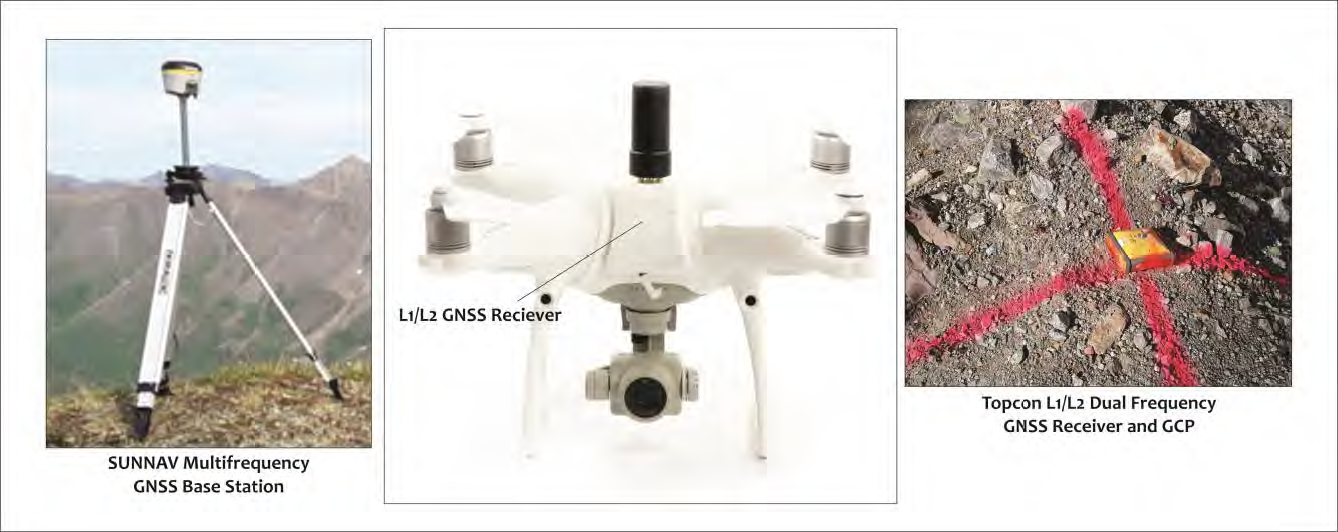 SUNNAV Multifrequency
GNSS Base Station
L1/L2 GNSS Reciever
Topcon L1/L2 Dual Frequency
GNSS Receiver and GCP